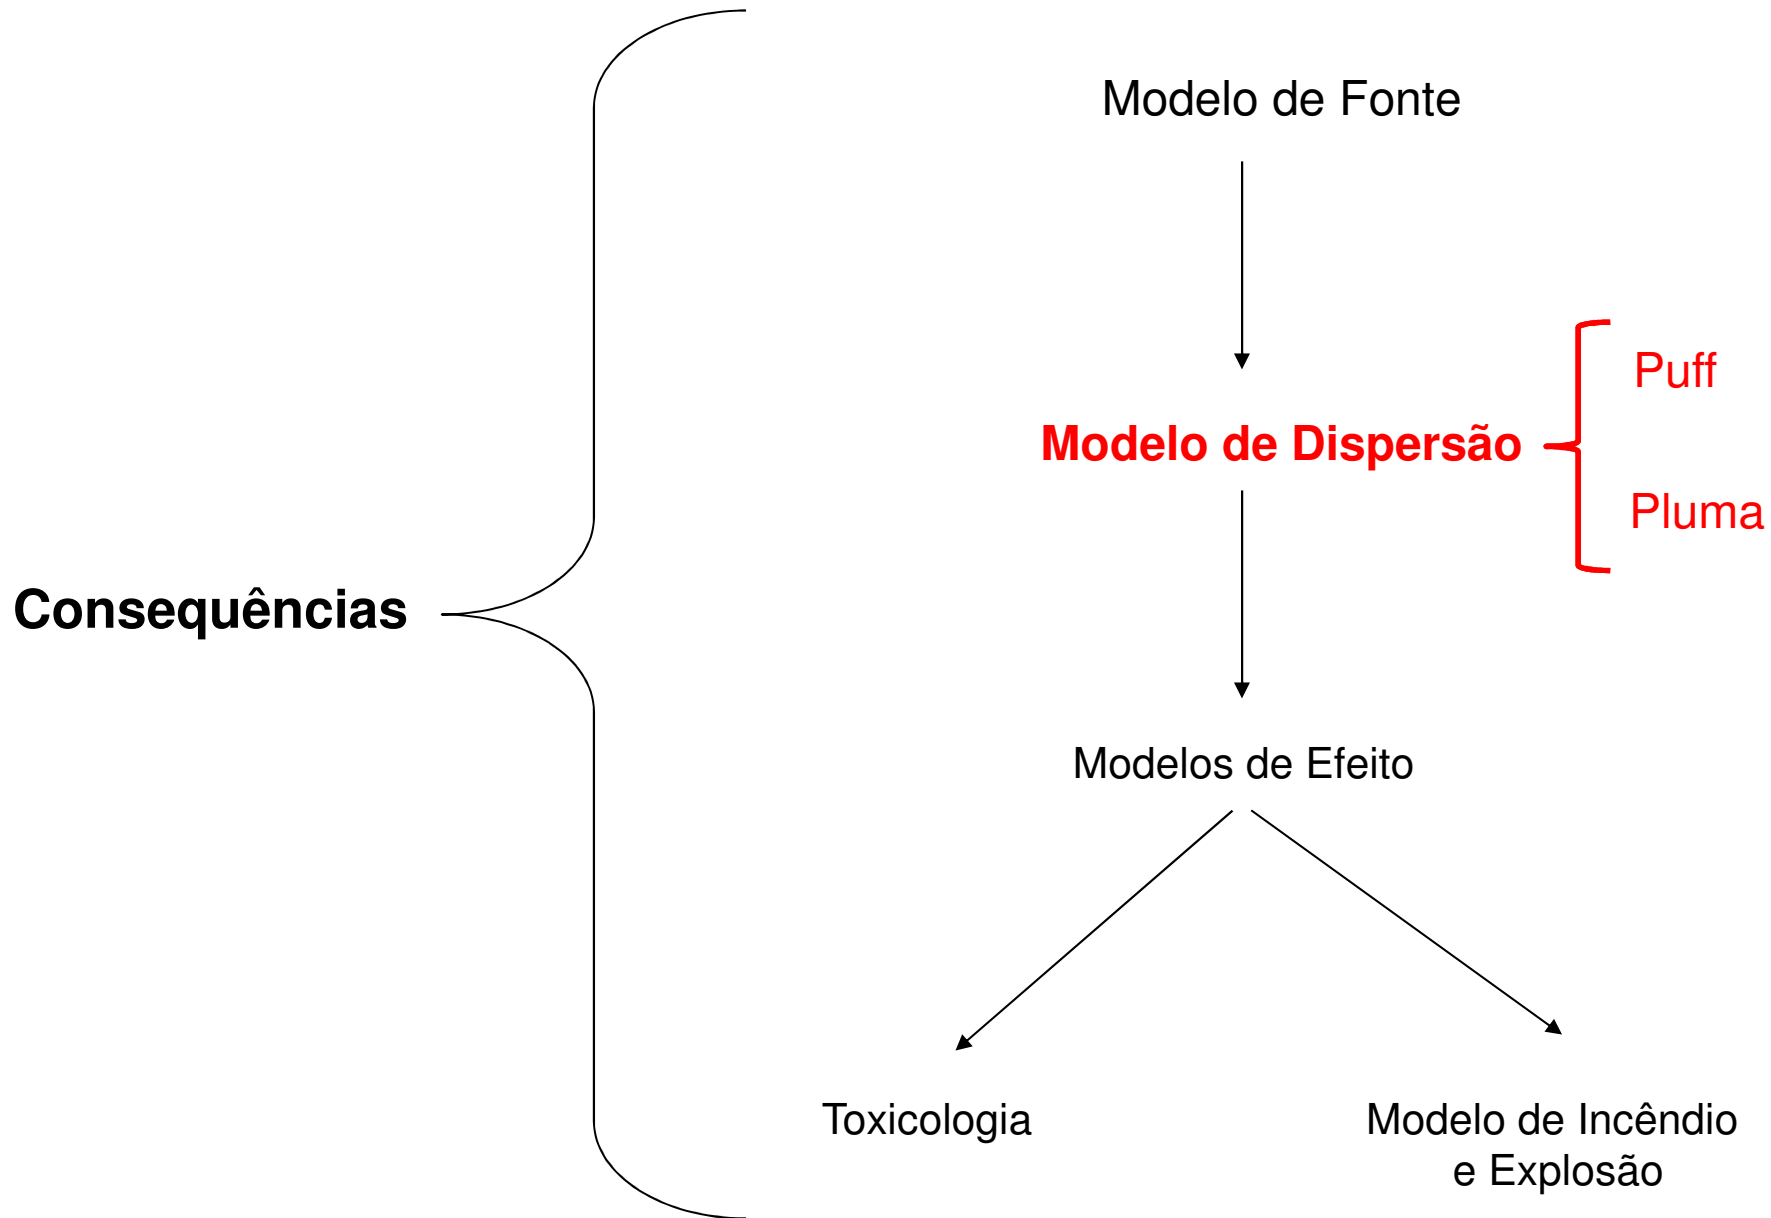 Modelo de Fonte
Puff
Modelo de Dispersão
Pluma
Consequências
Modelos de Efeito
Toxicologia
Modelo de Incêndio
e Explosão